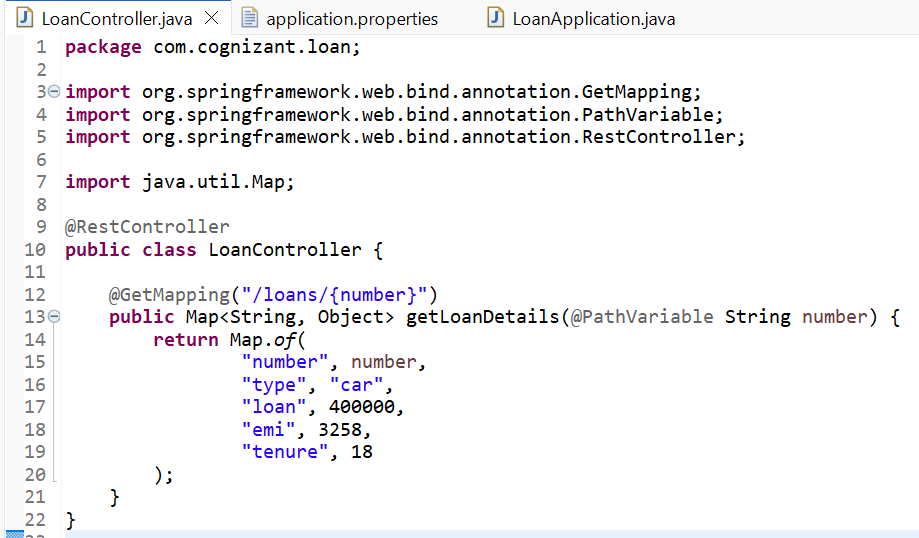 LoanController.java application.properties LoanApplication.java
1 package com.cognizant.loan;
2
3 import org.springframework.web.bind.annotation.GetMapping;
4 import org.springframework.web.bind.annotation.PathVariable;
5 import org.springframework.web.bind.annotation.RestController;
6
7 import java.util.Map;
8
9 @RestController
10 public class LoanController {
11
12     @GetMapping("/loans/{number}")
13     public Map<String, Object> getLoanDetails(@PathVariable String number) {
14         return Map.of(
15                 "number", number,
16                 "type", "car",
17                 "loan", 400000,
18                 "emi", 3258,
19                 "tenure", 18
20         );
21     }
22 }